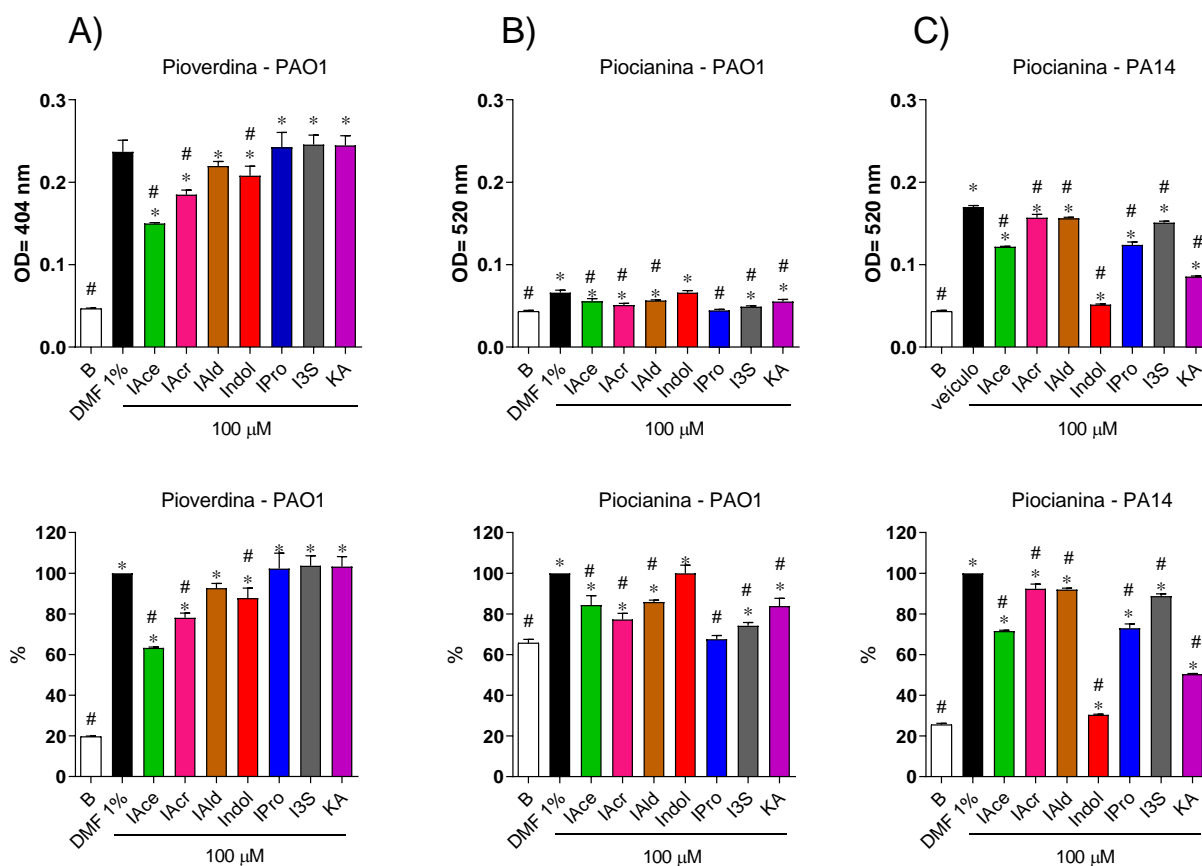 A)
Pioverdina - PAO1
0.3
0.2
0.1
0.0
OD= 404 nm
#
#
*
#
*
*
#
*
*
*
*
B
DMF 1%
IAce
IAcr
IAld
Indol
IPro
I3S
KA
100 μM
B)
Piocianina - PAO1
0.3
0.2
0.1
0.0
OD= 520 nm
#
*
#
*
#
*
#
*
*
#
#
*
#
*
B
DMF 1%
IAce
IAcr
IAld
Indol
IPro
I3S
KA
100 μM
C)
Piocianina - PA14
0.3
0.2
0.1
0.0
OD= 520 nm
#
*
#
*
#
*
#
*
#
*
#
*
#
*
#
*
B
veículo
IAce
IAcr
IAld
Indol
IPro
I3S
KA
100 μM
Pioverdina - PAO1
120
100
80
60
40
20
0
%
#
*
#
*
#
*
*
#
*
*
*
*
B
DMF 1%
IAce
IAcr
IAld
Indol
IPro
I3S
KA
100 μM
Piocianina - PAO1
120
100
80
60
40
20
0
%
#
*
#
*
#
*
#
*
*
#
#
*
#
*
B
DMF 1%
IAce
IAcr
IAld
Indol
IPro
I3S
KA
100 μM
Piocianina - PA14
120
100
80
60
40
20
0
%
#
*
#
*
#
*
#
*
#
*
#
*
#
*
#
*
B
DMF 1%
IAce
IAcr
IAld
Indol
IPro
I3S
KA
100 μM